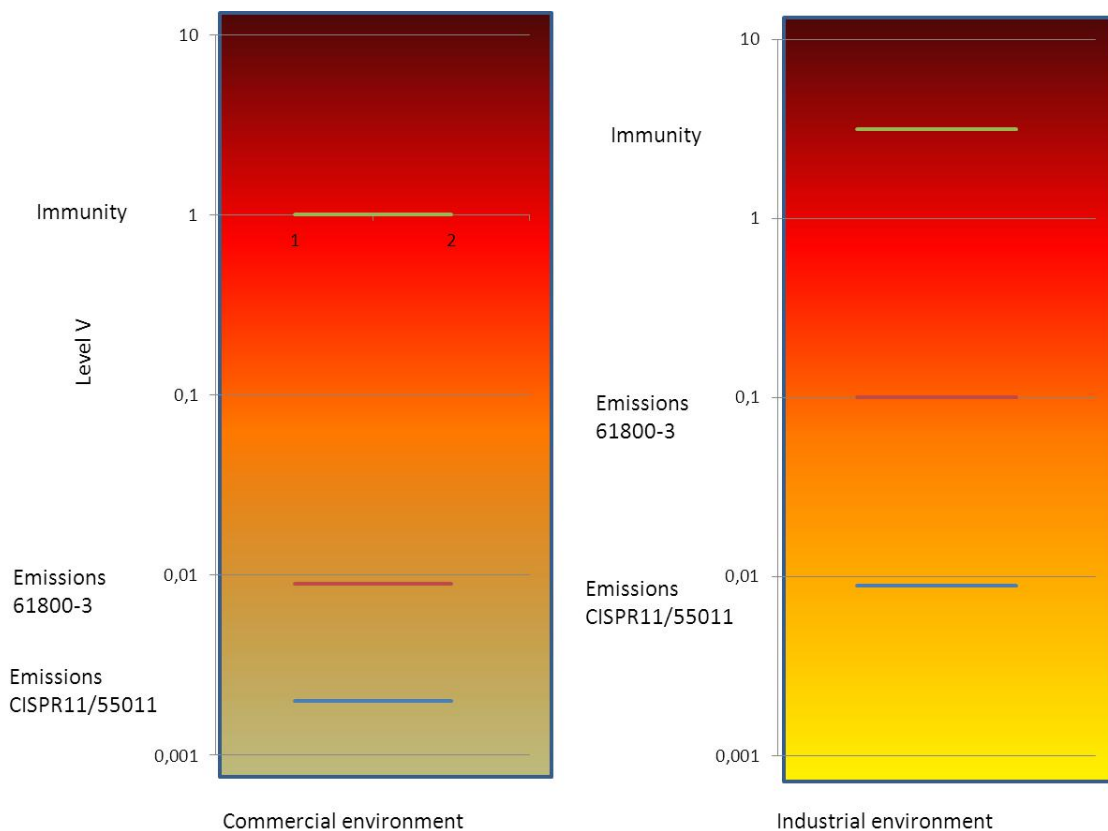 10
Immunity
1
1
2
Level V
0,1
Emissions
61800-3
0,01
Emissions
CISPR11/55011
0,001
Commercial environment
10
Immunity
1
Emissions
61800-3
0,1
Emissions
CISPR11/55011
0,01
0,001
Industrial environment